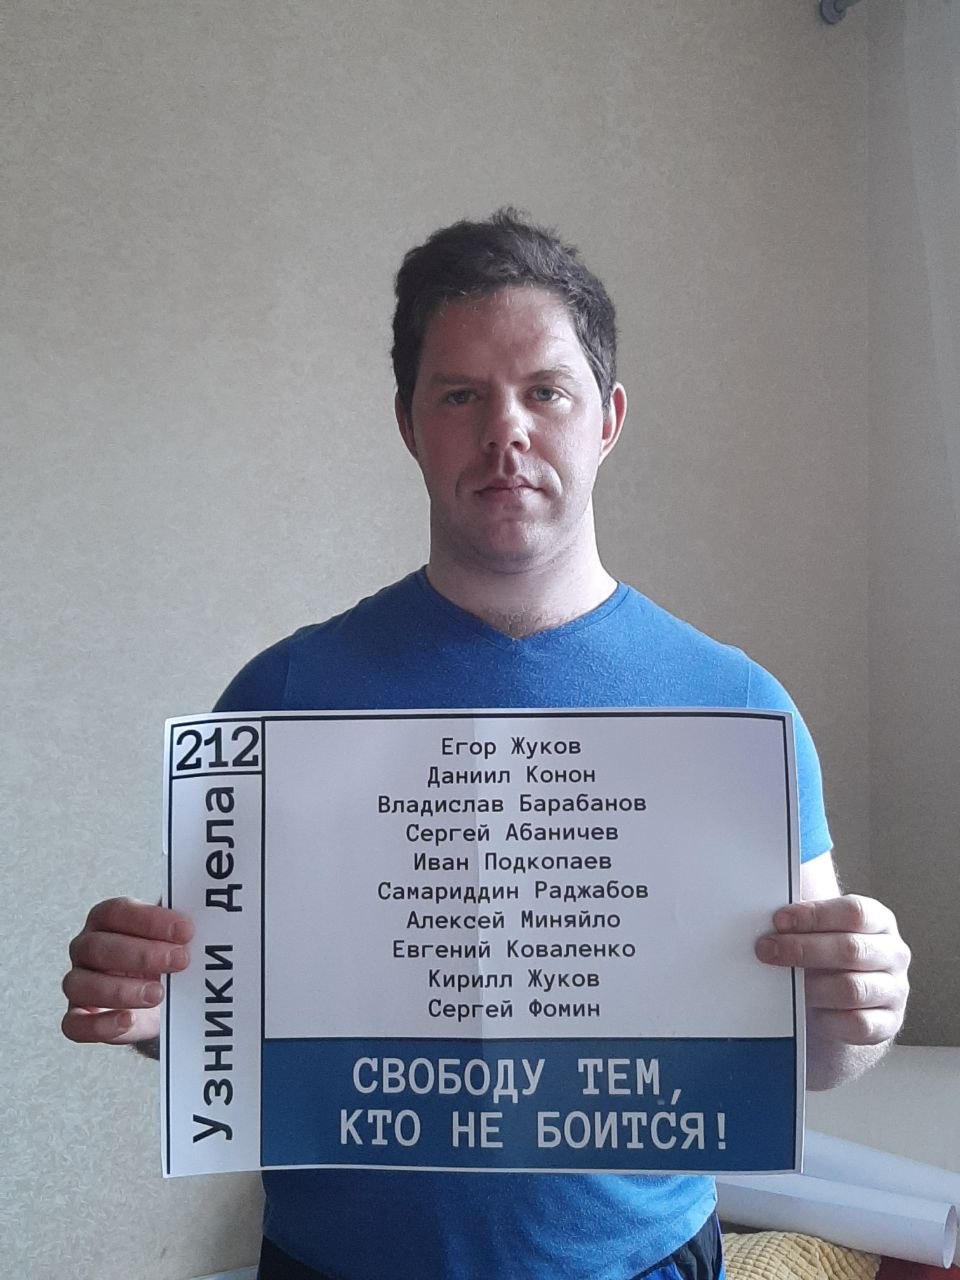 212
Узники дела
Егор Жуков
Даниил Конон
Владислав Барабанов
Сергей Абаничев
Иван Подкопаев
Самариддин Раджабов
Алексей Миняйло
Евгений Коваленко
Кирилл Жуков
Сергей Фомин
СВОБОДУ ТЕМ,
КТО НЕ БОИТСЯ!